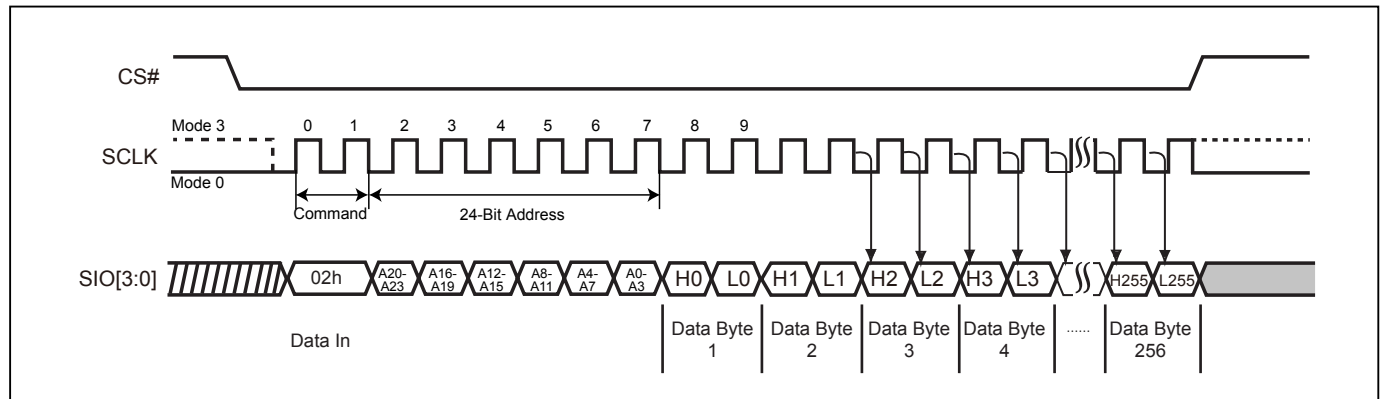 CS#
Mode 3
0 1 2 3 4 5 6 7 8 9
SCLK
Mode 0
Command
24-Bit Address
SIO[3:0]
02h
A20-A23
A16-A19
A12-A15
A8-A11
A4-A7
A0-A3
H0 L0 H1 L1 H2 L2 H3 L3 H255 L255
Data In
Data Byte 1
Data Byte 2
Data Byte 3
Data Byte 4
......
Data Byte 256